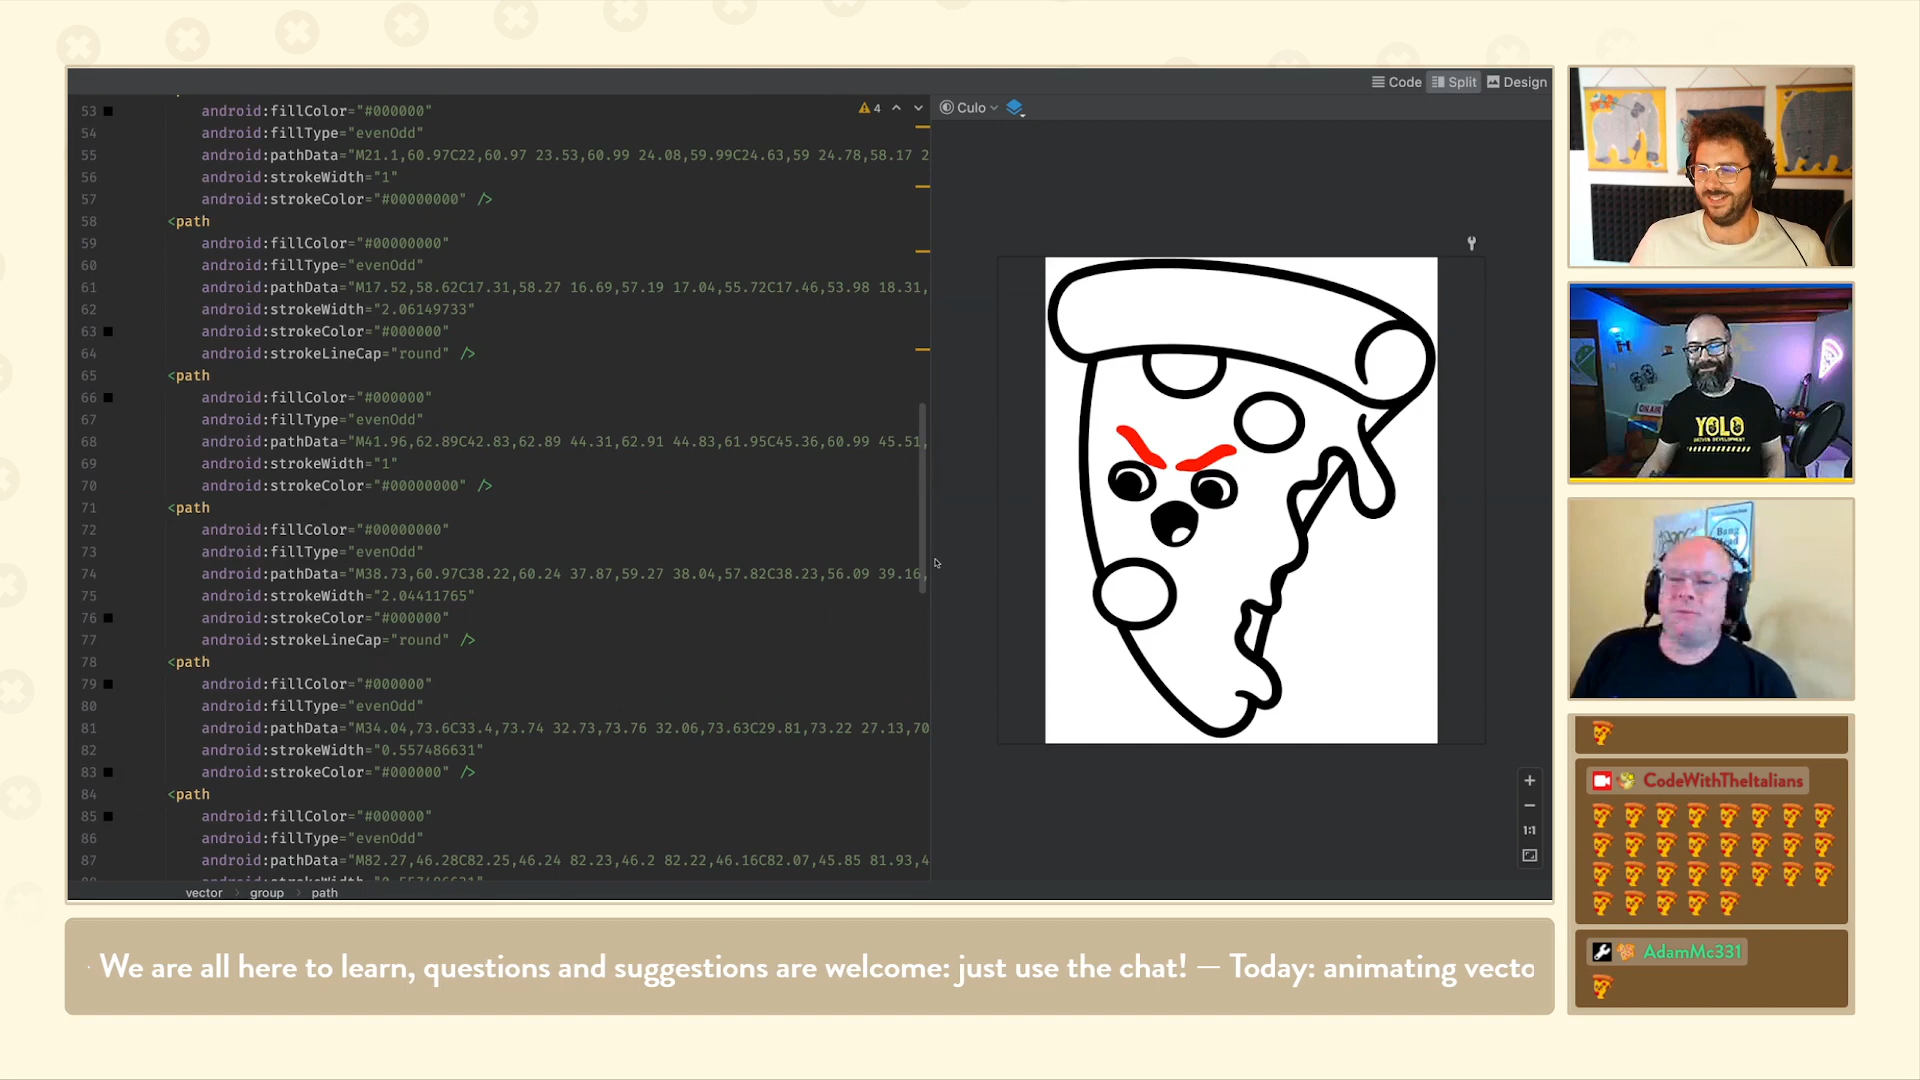 Code Split Design
4
Culo
53 android:fillColor="#000000"
54 android:fillType="evenOdd"
55 android:pathData="M21.1,60.97C22,60.97 23.53,60.99 24.08,59.99C24.63,59 24.78,58.17 2
56 android:strokeWidth="1"
57 android:strokeColor="#00000000" />
58 <path
59 android:fillColor="#00000000"
60 android:fillType="evenOdd"
61 android:pathData="M17.52,58.62C17.31,58.27 16.69,57.19 17.04,55.72C17.46,53.98 18.31,
62 android:strokeWidth="2.06149733"
63 android:strokeColor="#000000"
64 android:strokeLineCap="round" />
65 <path
66 android:fillColor="#000000"
67 android:fillType="evenOdd"
68 android:pathData="M41.96,62.89C42.83,62.89 44.31,62.91 44.83,61.95C45.36,60.99 45.51,
69 android:strokeWidth="1"
70 android:strokeColor="#00000000" />
71 <path
72 android:fillColor="#00000000"
73 android:fillType="evenOdd"
74 android:pathData="M38.73,60.97C38.22,60.24 37.87,59.27 38.04,57.82C38.23,56.09 39.16,
75 android:strokeWidth="2.04411765"
76 android:strokeColor="#000000"
77 android:strokeLineCap="round" />
78 <path
79 android:fillColor="#000000"
80 android:fillType="evenOdd"
81 android:pathData="M34.04,73.6C33.4,73.74 32.73,73.76 32.06,73.63C29.81,73.22 27.13,70
82 android:strokeWidth="0.557486631"
83 android:strokeColor="#000000" />
84 <path
85 android:fillColor="#000000"
86 android:fillType="evenOdd"
87 android:pathData="M82.27,46.28C82.25,46.24 82.23,46.2 82.22,46.16C82.07,45.85 81.93,4
vector > group > path
1:1
ON AIR
YOLO
DRIVEN DEVELOPMENT
CodeWithTheItalians
AdamMc331
We are all here to learn, questions and suggestions are welcome: just use the chat! — Today: animating vecto